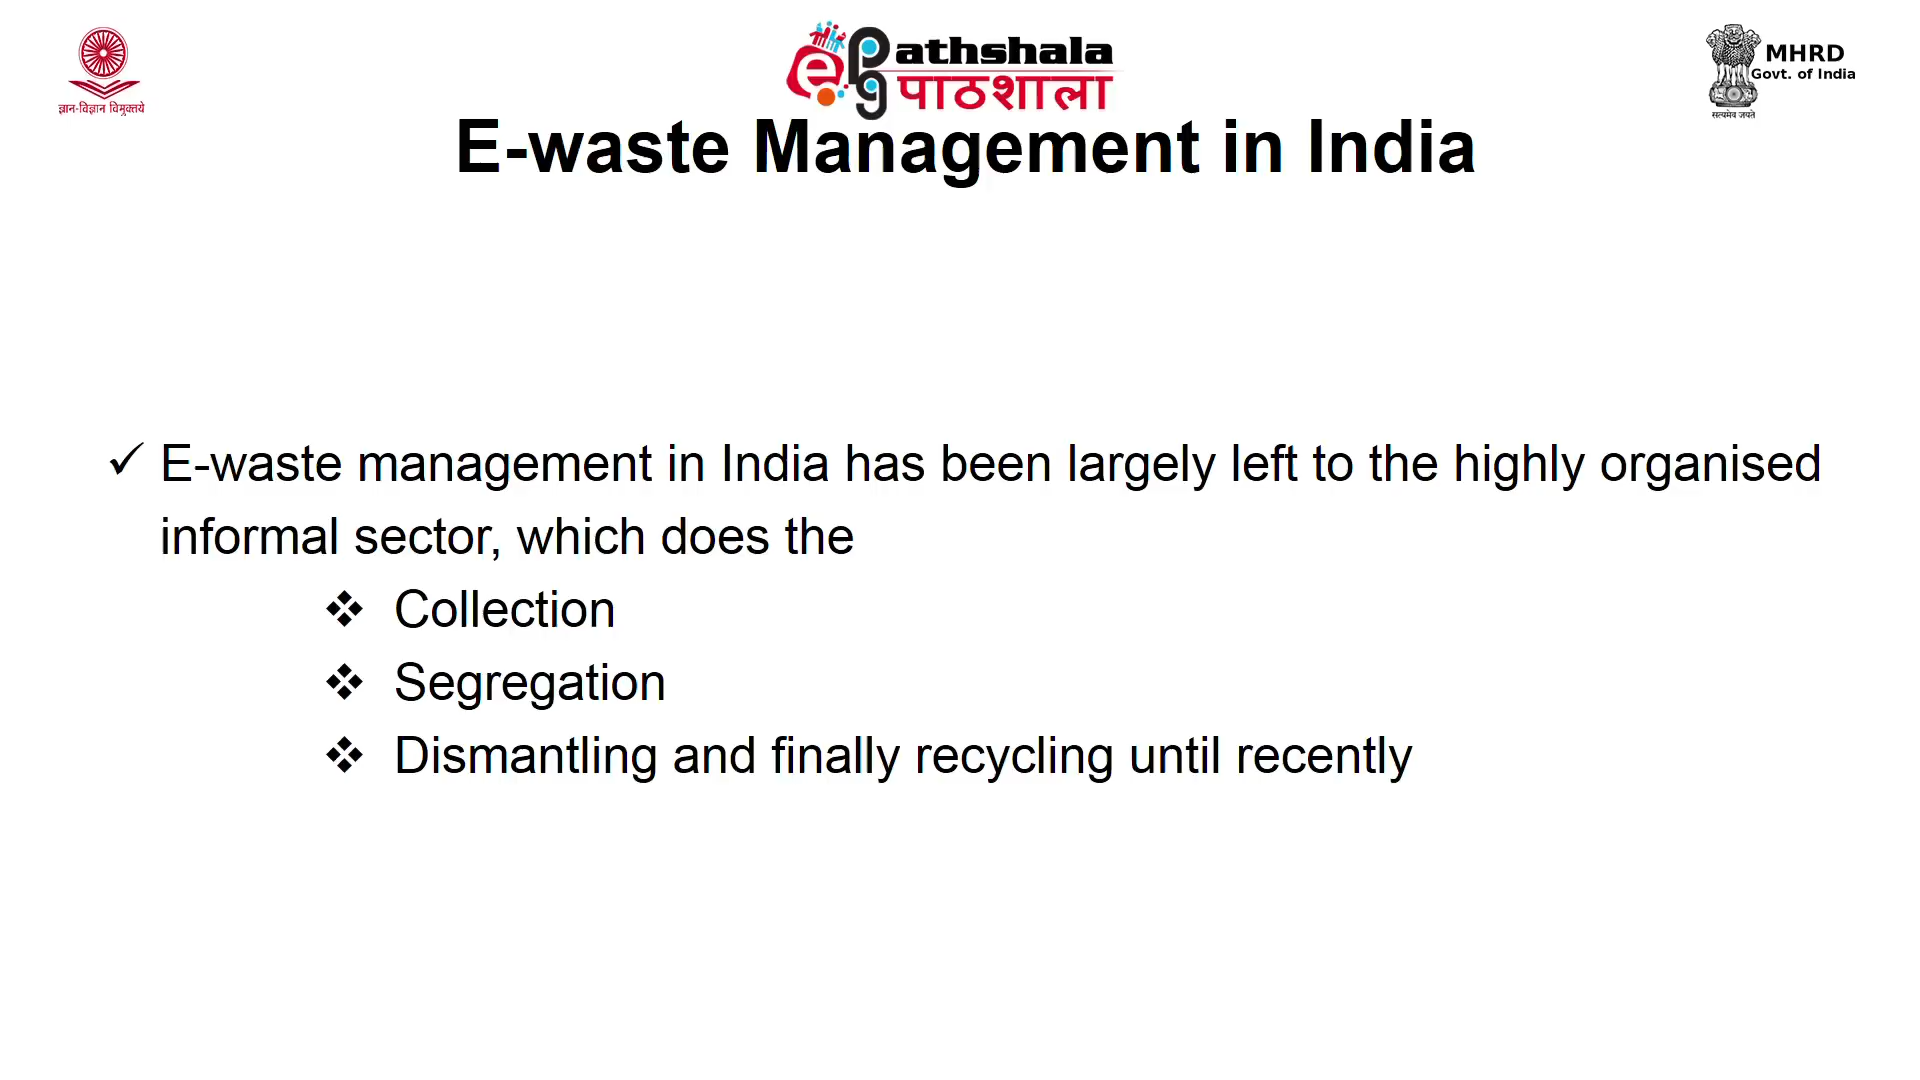 ज्ञान-विज्ञान विमुक्तये
e
pg
athshala
पाठशाला
MHRD
Govt. of India
सत्यमेव जयते
E-waste Management in India
✓ E-waste management in India has been largely left to the highly organised
informal sector, which does the
❖ Collection
❖ Segregation
❖ Dismantling and finally recycling until recently